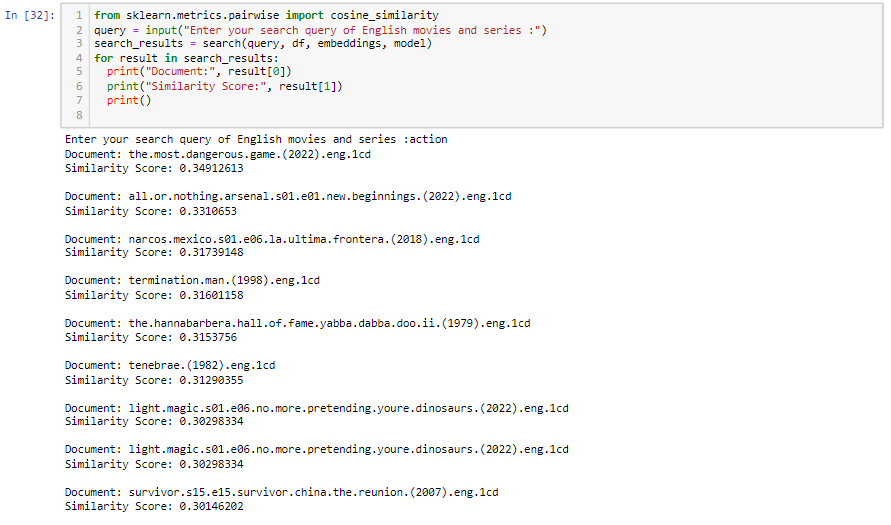 In [32]:
1 from sklearn.metrics.pairwise import cosine_similarity
2 query = input("Enter your search query of English movies and series :")
3 search_results = search(query, df, embeddings, model)
4 for result in search_results:
5   print("Document:", result[0])
6   print("Similarity Score:", result[1])
7   print()
8
Enter your search query of English movies and series :action
Document: the.most.dangerous.game.(2022).eng.1cd
Similarity Score: 0.34912613
Document: all.or.nothing.arsenal.s01.e01.new.beginnings.(2022).eng.1cd
Similarity Score: 0.3310653
Document: narcos.mexico.s01.e06.la.ultima.frontera.(2018).eng.1cd
Similarity Score: 0.31739148
Document: termination.man.(1998).eng.1cd
Similarity Score: 0.31601158
Document: the.hannabarbera.hall.of.fame.yabba.dabba.doo.ii.(1979).eng.1cd
Similarity Score: 0.3153756
Document: tenebrae.(1982).eng.1cd
Similarity Score: 0.31290355
Document: light.magic.s01.e06.no.more.pretending.youre.dinosaurs.(2022).eng.1cd
Similarity Score: 0.30298334
Document: light.magic.s01.e06.no.more.pretending.youre.dinosaurs.(2022).eng.1cd
Similarity Score: 0.30298334
Document: survivor.s15.e15.survivor.china.the.reunion.(2007).eng.1cd
Similarity Score: 0.30146202